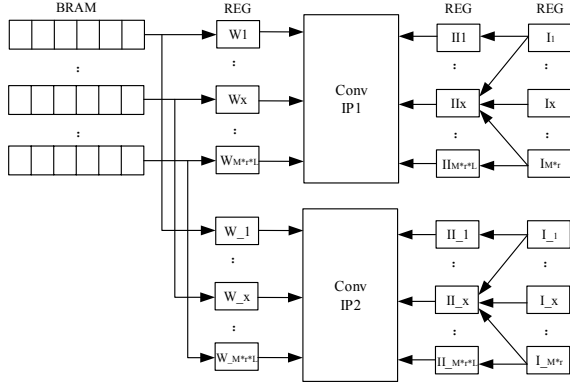 BRAM REG REG REG
W1 II1 I1
: : : :
Conv IP1
Wx IIx Ix
: : : :
WM*r*L IIM*r*L IM*r
W_1 II_1 I_1
: : :
Conv IP2
W_x II_x I_x
: : :
W_M*r*L II_M*r*L I_M*r